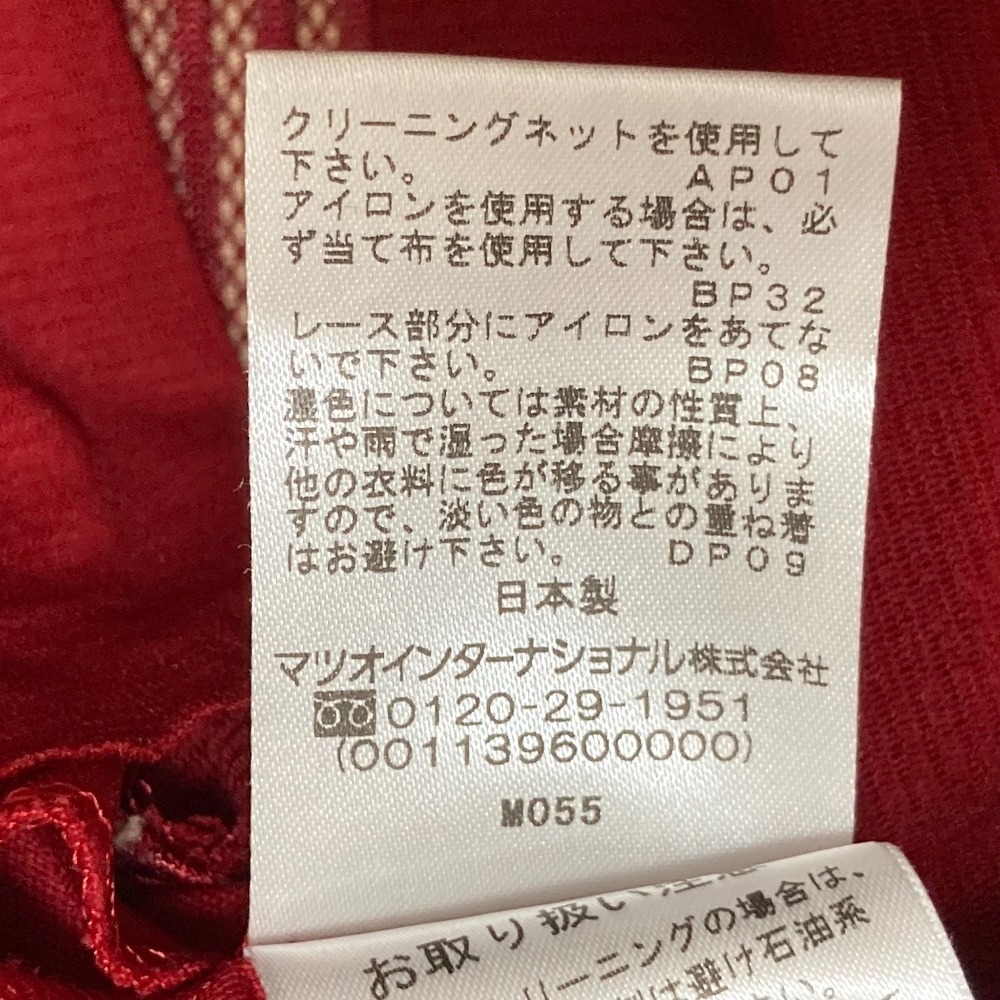 クリーニングネットを使用して
下さい。 AP01
アイロンを使用する場合は、必
ず当て布を使用して下さい。
BP32
レース部分にアイロンをあてな
いで下さい。 BP08
濃色については素材の性質上、
汗や雨で湿った場合摩擦により
他の衣料に色が移る事がありま
すので、淡い色の物との重ね着
はお避け下さい。 DP09
日本製
マツオインターナショナル株式会社
0120-29-1951
(001139600000)
M055
お取り扱い注意
リーニングの場合は、
は避け石油系
い。